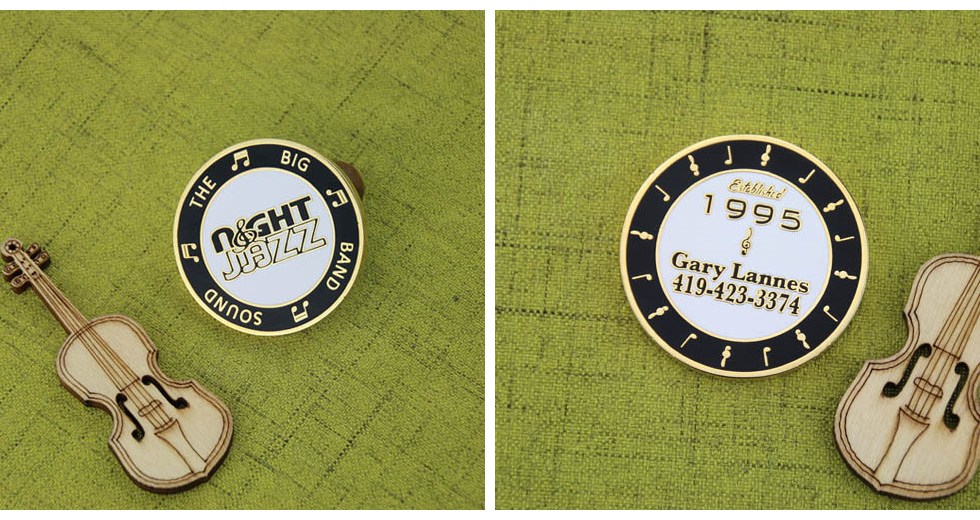 THE BIG BAND SOUND
NIGHT
JAZZ
Established
1995
Gary Lannes
419-423-3374